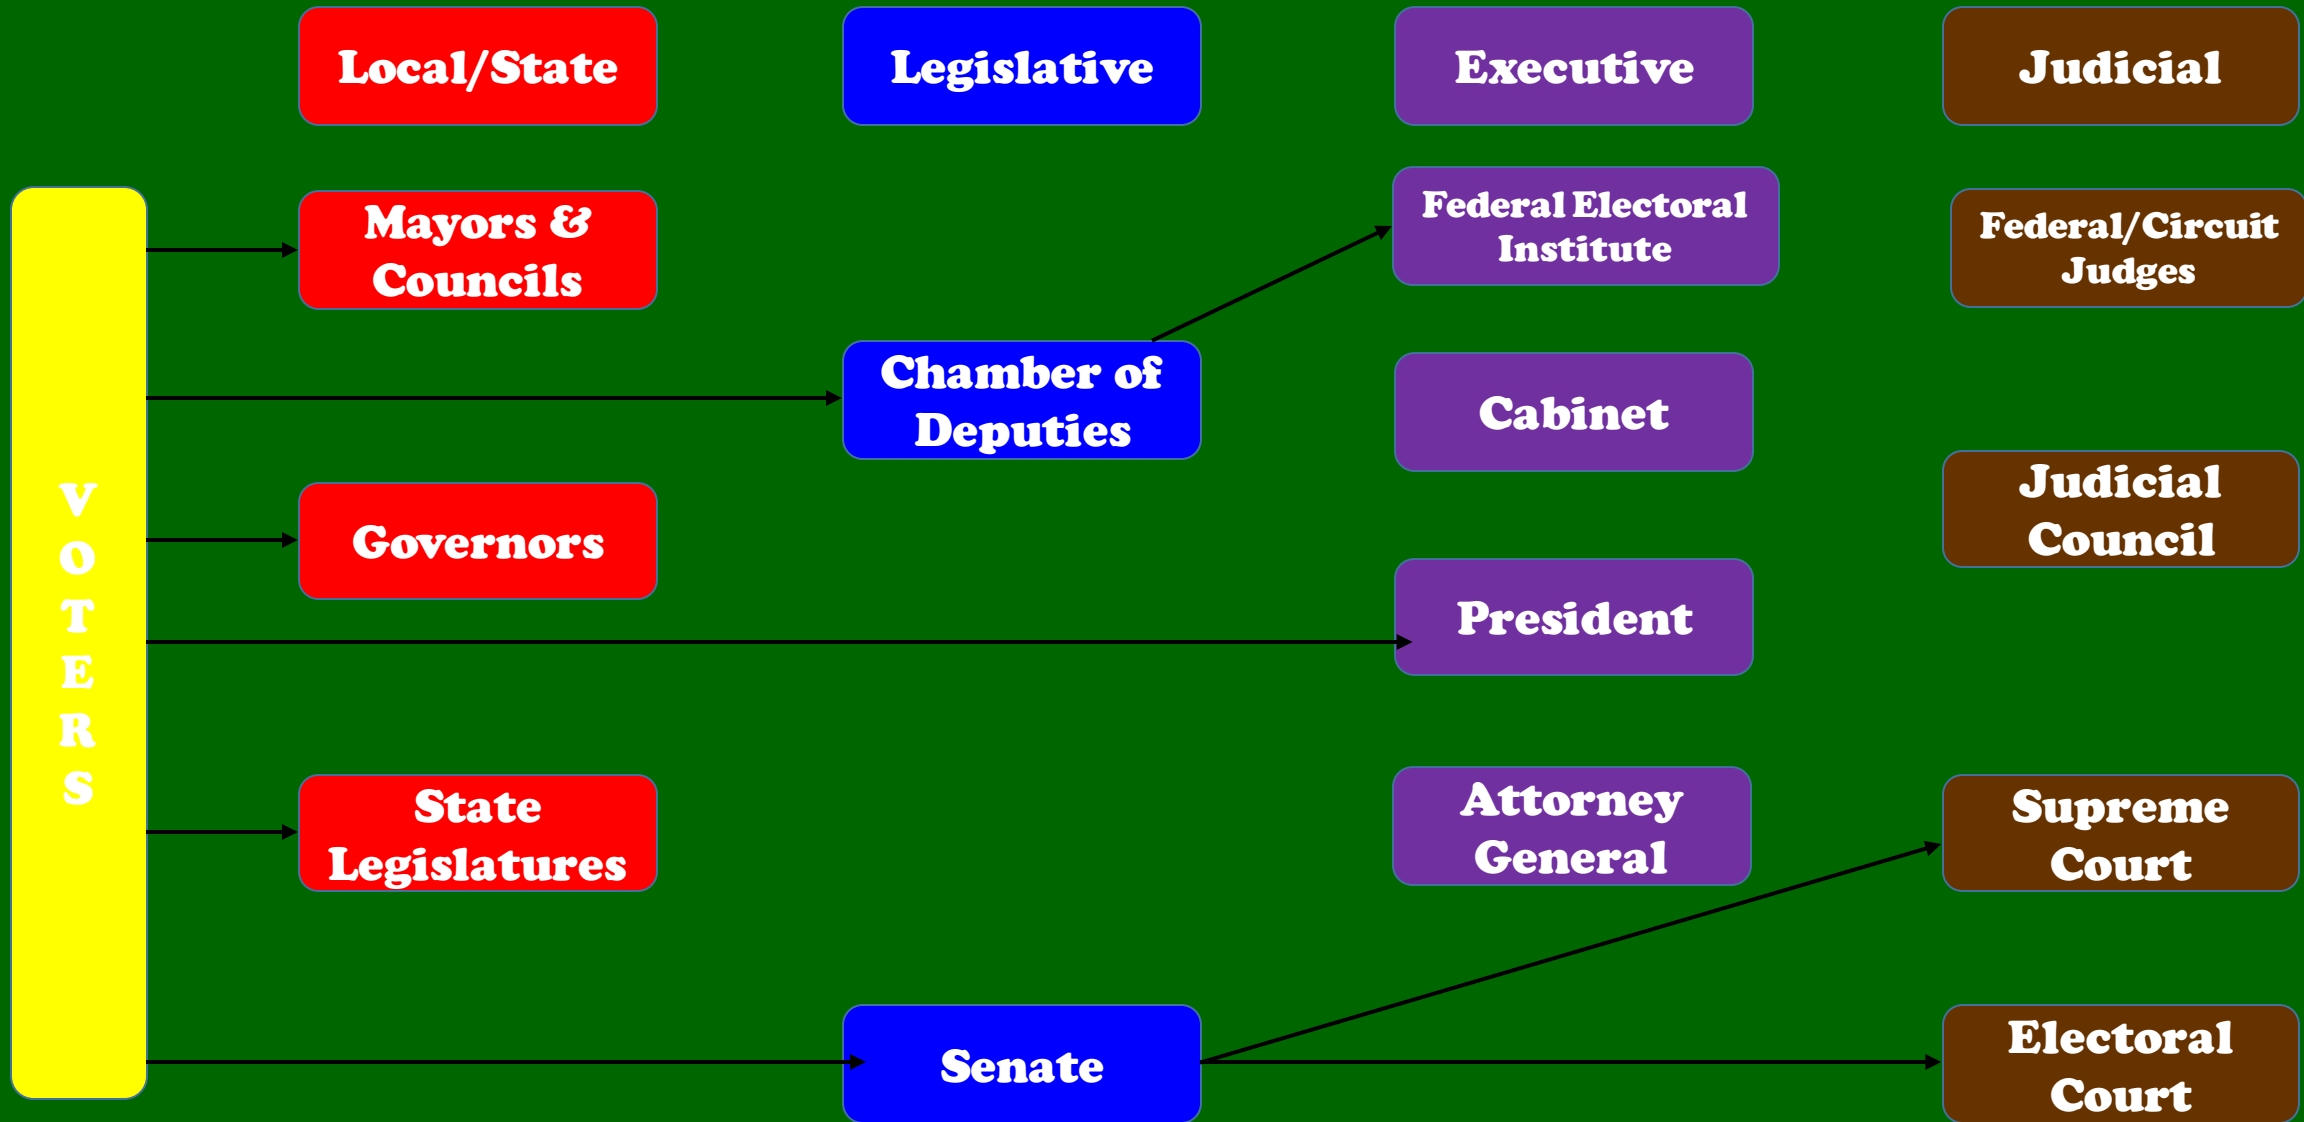 Local/State
Legislative
Executive
Judicial
V
O
T
E
R
S
Mayors &
Councils
Federal Electoral
Institute
Federal/Circuit
Judges
Chamber of
Deputies
Cabinet
Governors
Judicial
Council
President
State
Legislatures
Attorney
General
Supreme
Court
Senate
Electoral
Court